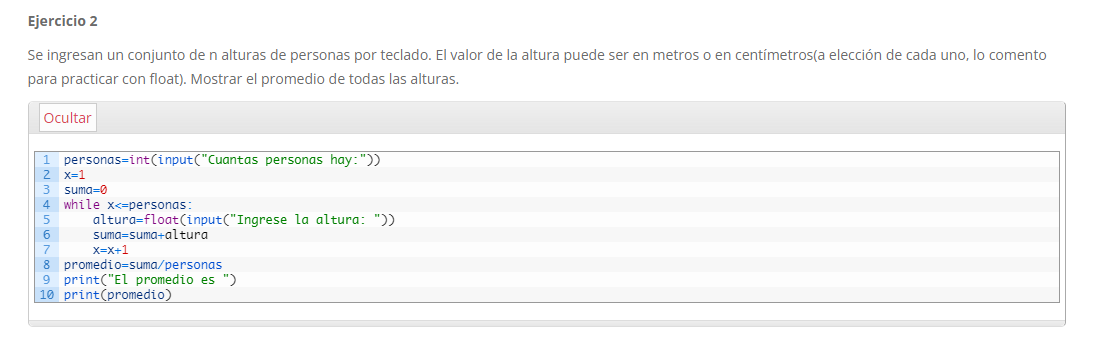 Ejercicio 2
Se ingresan un conjunto de n alturas de personas por teclado. El valor de la altura puede ser en metros o en centímetros(a elección de cada uno, lo comento
para practicar con float). Mostrar el promedio de todas las alturas.
Ocultar
1 personas=int(input("Cuantas personas hay:"))
2 x=1
3 suma=0
4 while x<=personas:
5     altura=float(input("Ingrese la altura: "))
6     suma=suma+altura
7     x=x+1
8 promedio=suma/personas
9 print("El promedio es ")
10 print(promedio)